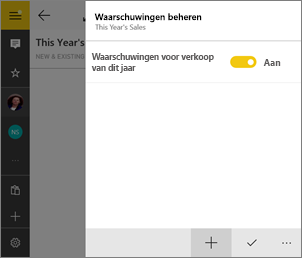 Waarschuwingen beheren
This Year's Sales
This Year's
NEW & EXISTING
Waarschuwingen voor verkoop
van dit jaar
Aan
NS